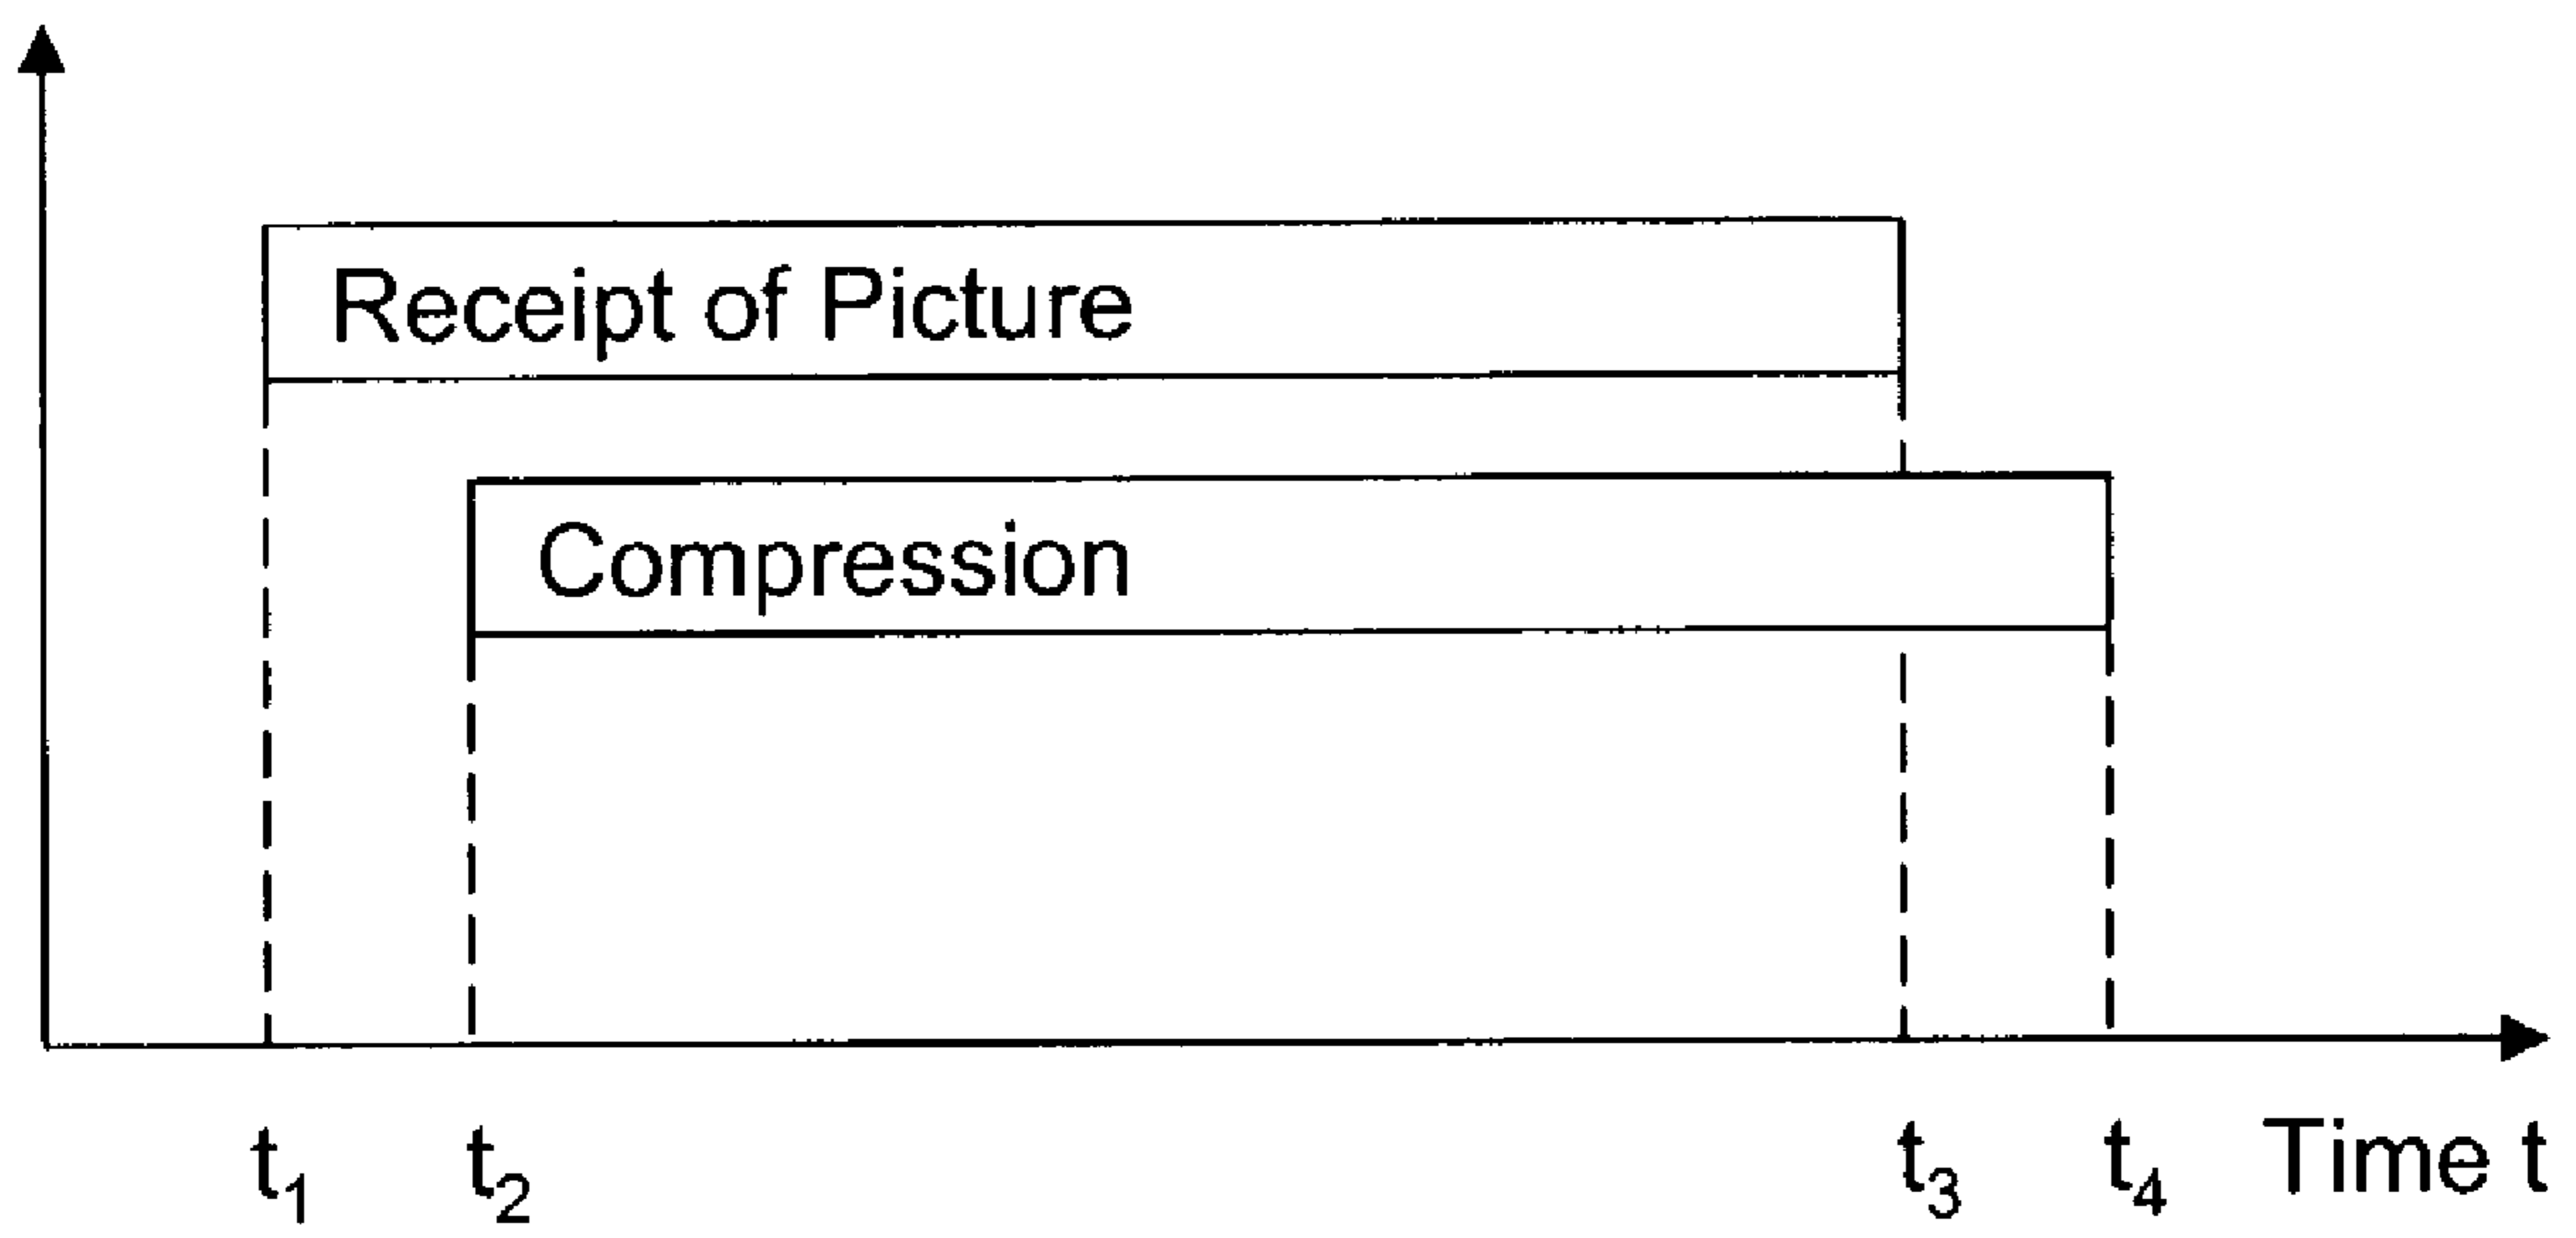 Receipt of Picture
Compression
t₁ t₂ t₃ t₄ Time t